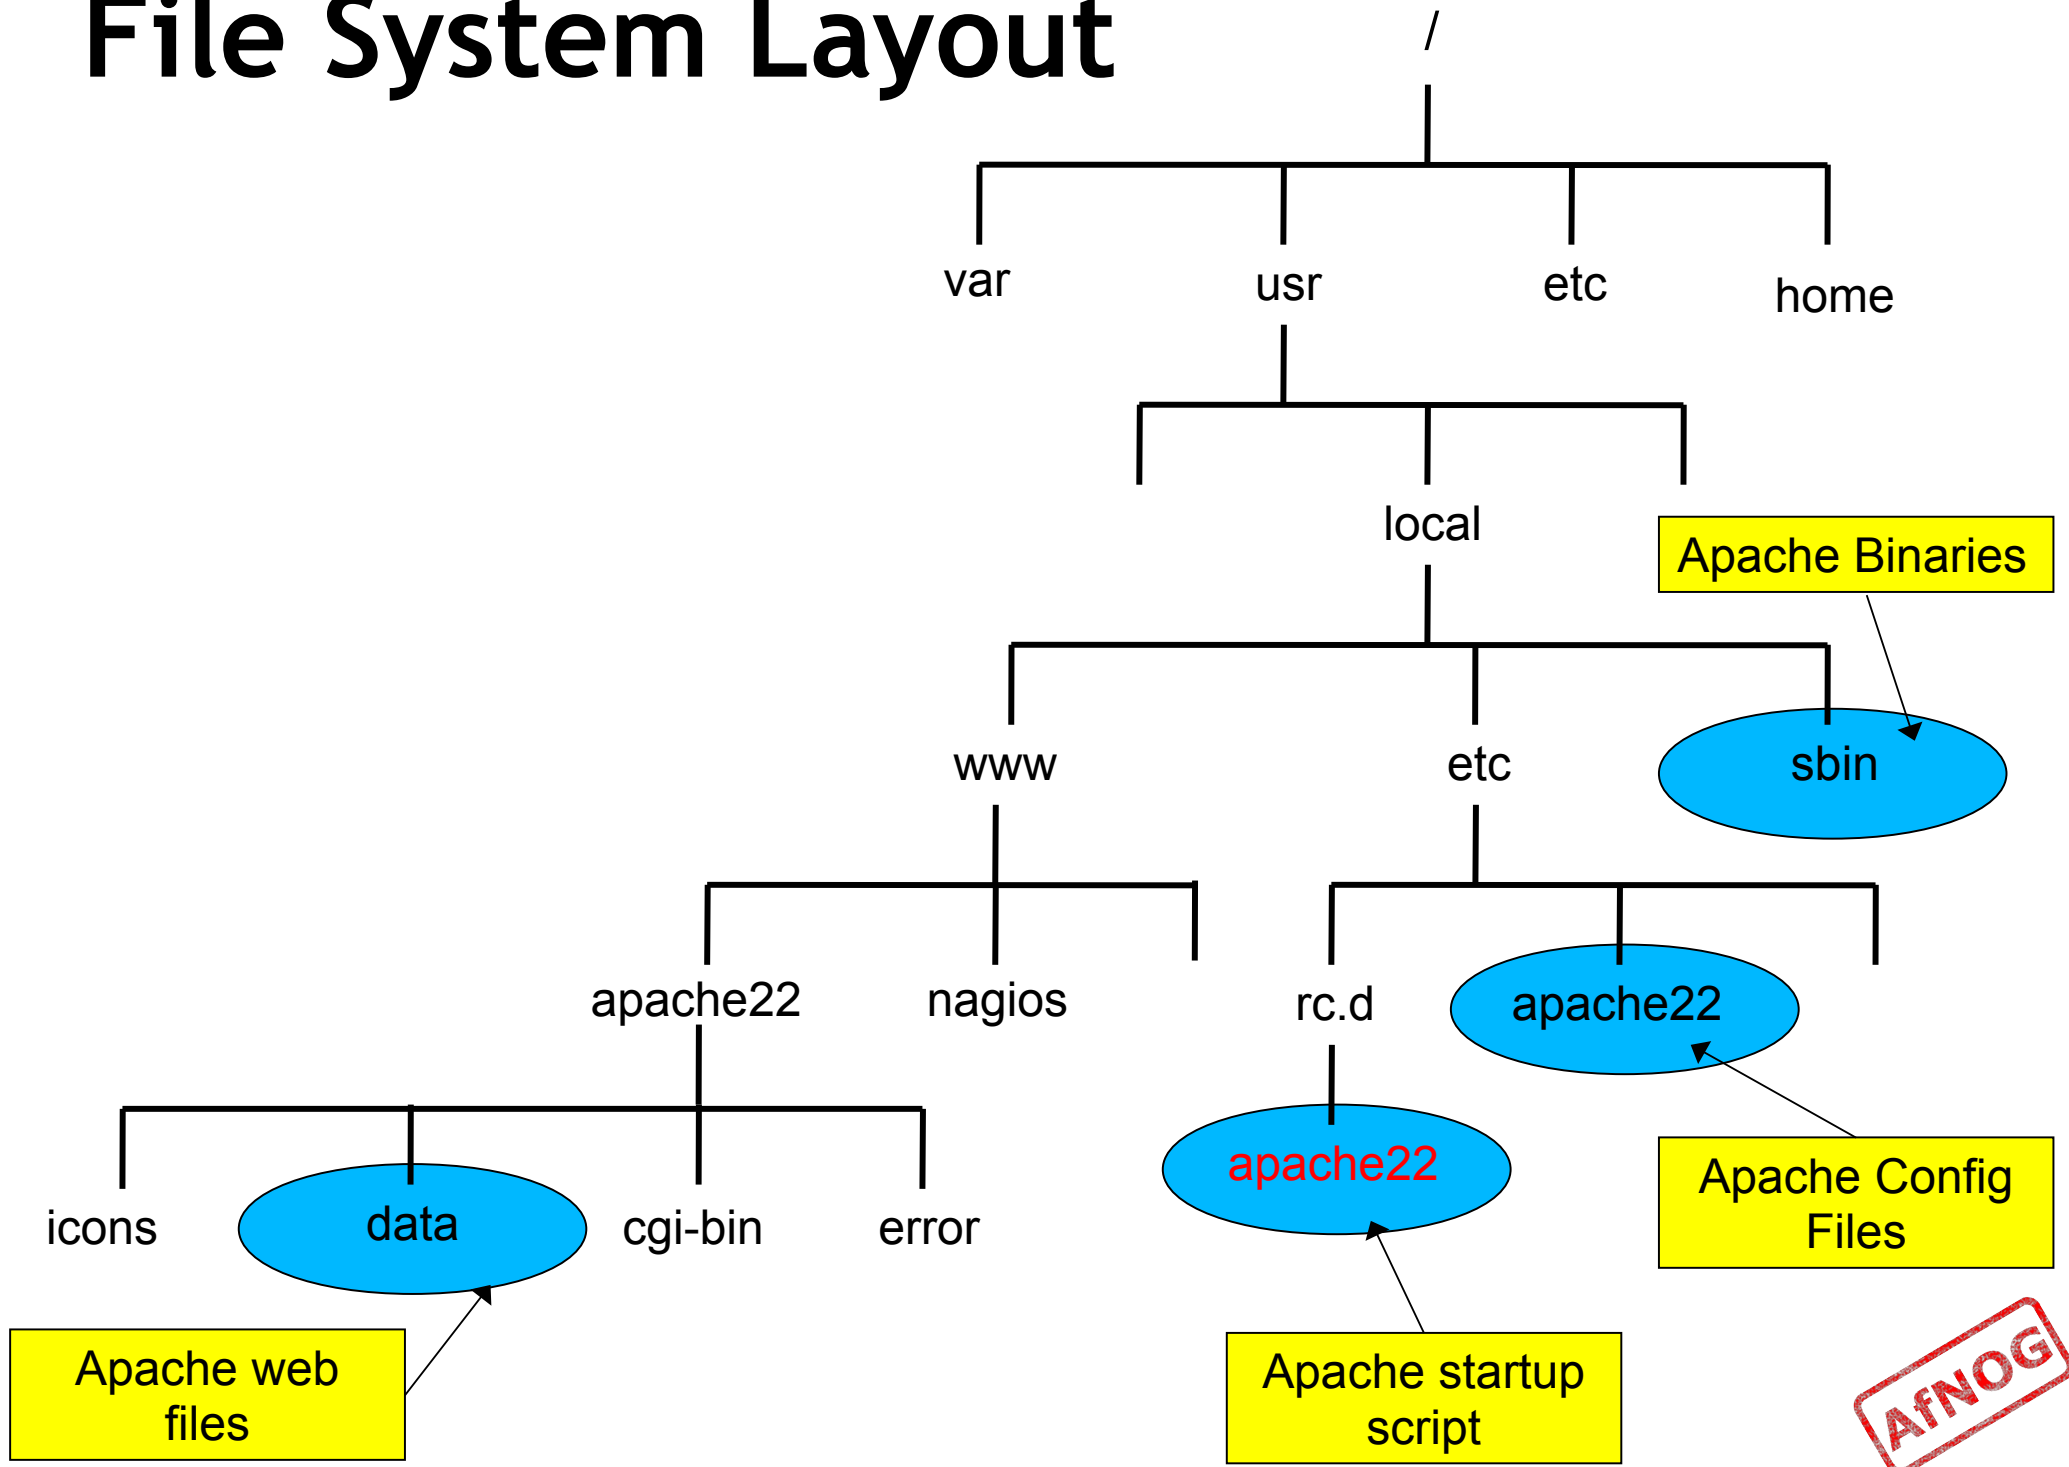 File System Layout
/
var
usr
etc
home
local
Apache Binaries
www
etc
sbin
apache22
nagios
rc.d
apache22
apache22
Apache Config
Files
icons
data
cgi-bin
error
Apache web
files
Apache startup
script
AfNOG